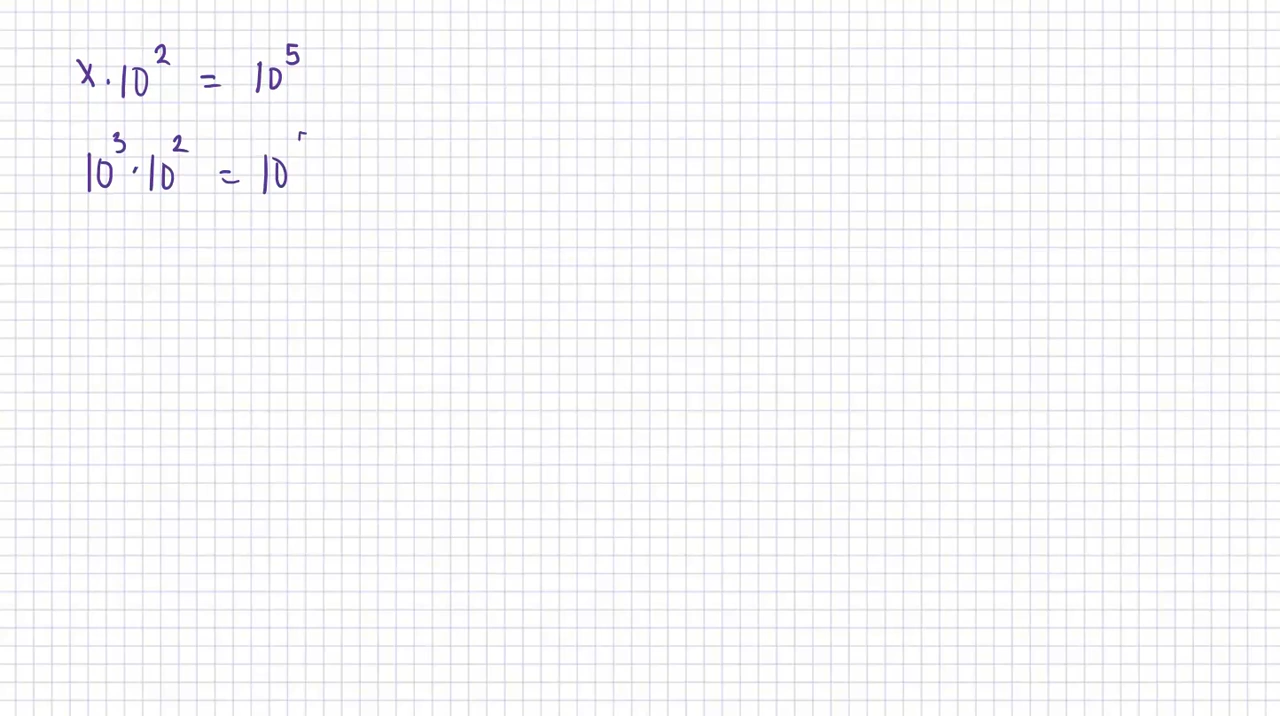 x · 10² = 10⁵
10³ · 10² = 10